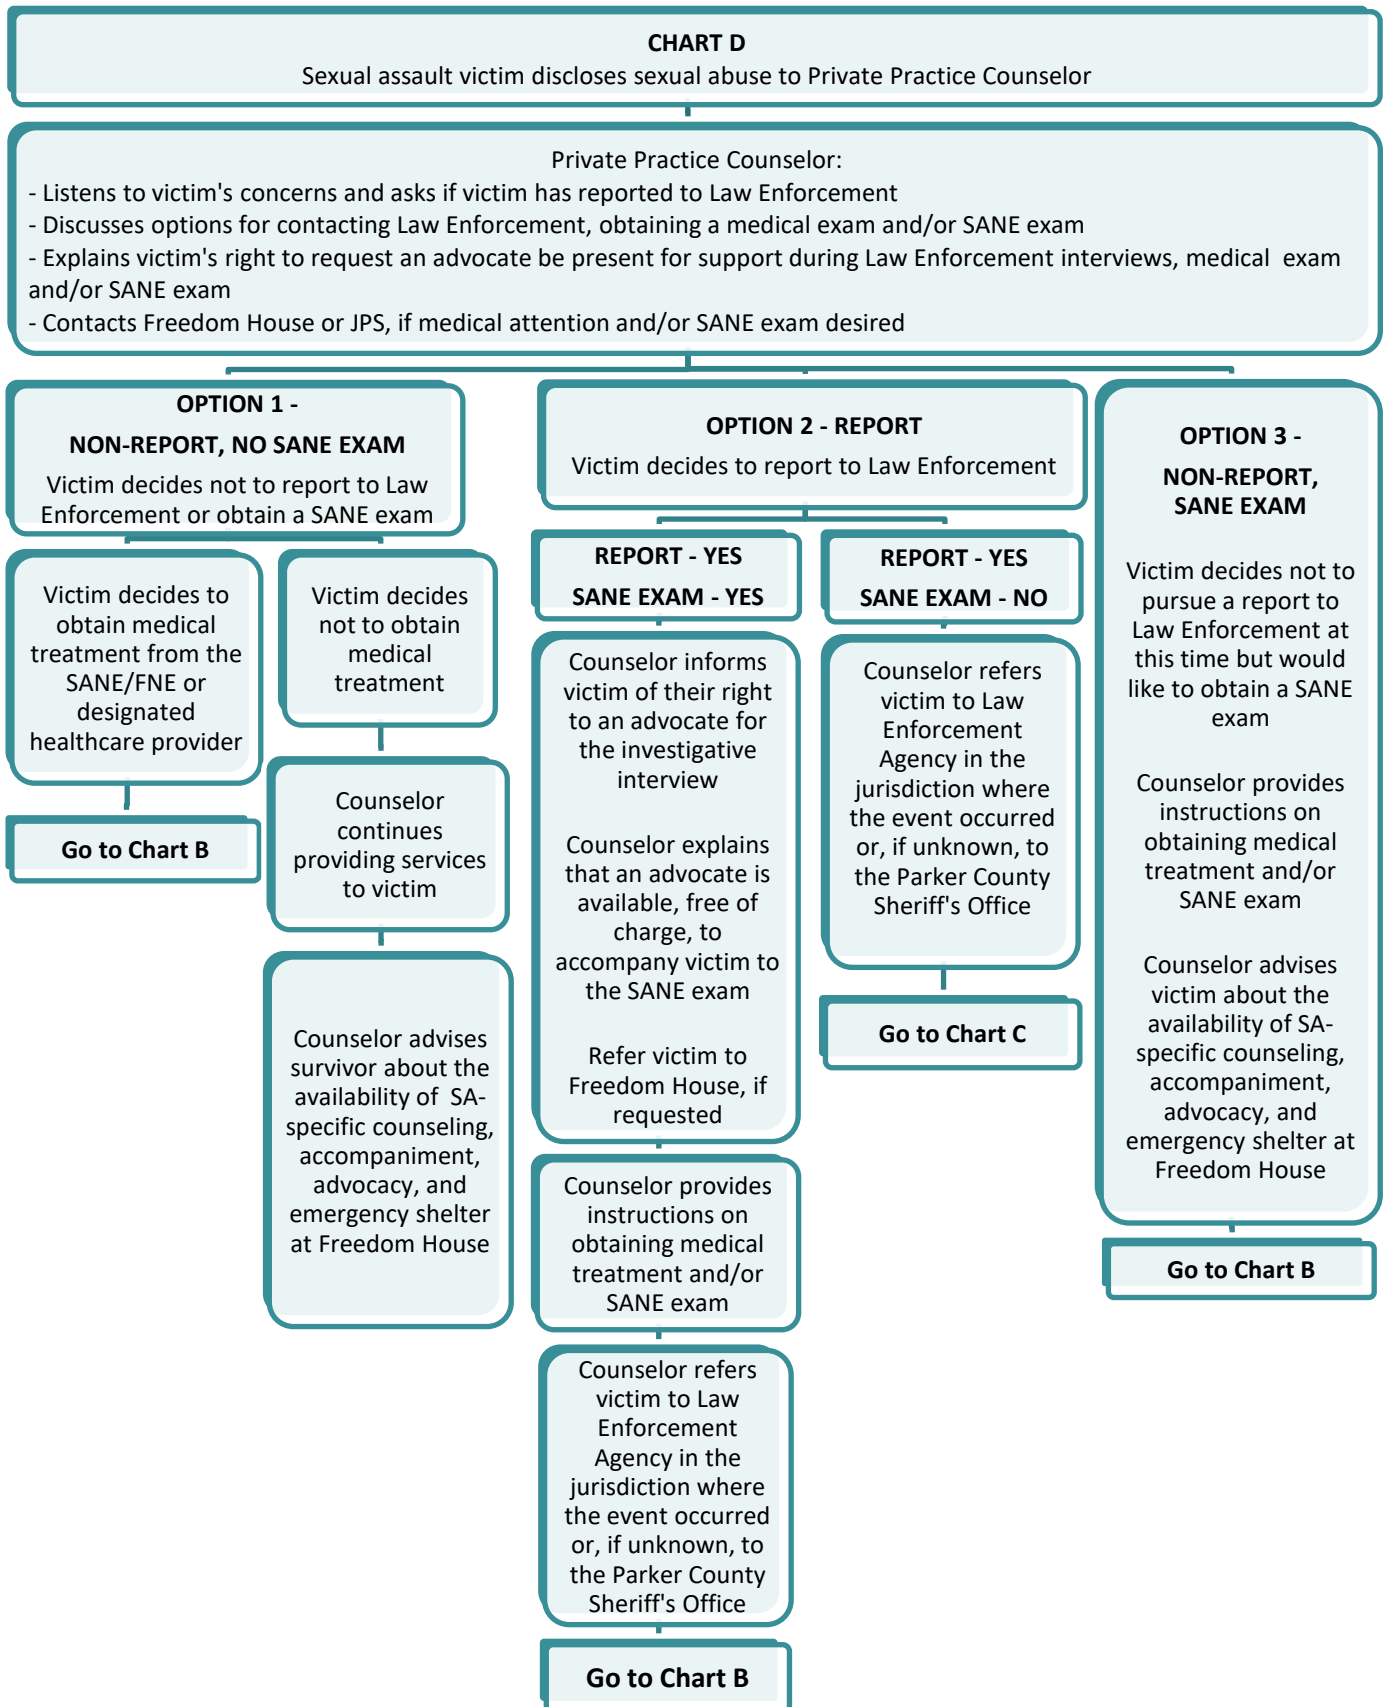 CHART D
Sexual assault victim discloses sexual abuse to Private Practice Counselor
Private Practice Counselor:
- Listens to victim's concerns and asks if victim has reported to Law Enforcement
- Discusses options for contacting Law Enforcement, obtaining a medical exam and/or SANE exam
- Explains victim's right to request an advocate be present for support during Law Enforcement interviews, medical exam
and/or SANE exam
- Contacts Freedom House or JPS, if medical attention and/or SANE exam desired
OPTION 1 -
NON-REPORT, NO SANE EXAM
Victim decides not to report to Law
Enforcement or obtain a SANE exam
Victim decides to
obtain medical
treatment from the
SANE/FNE or
designated
healthcare provider
Go to Chart B
Victim decides
not to obtain
medical
treatment
Counselor
continues
providing services
to victim
Counselor advises
survivor about the
availability of SA-
specific counseling,
accompaniment,
advocacy, and
emergency shelter
at Freedom House
OPTION 2 - REPORT
Victim decides to report to Law Enforcement
REPORT - YES
SANE EXAM - YES
Counselor informs
victim of their right
to an advocate for
the investigative
interview
Counselor explains
that an advocate is
available, free of
charge, to
accompany victim to
the SANE exam
Refer victim to
Freedom House, if
requested
Counselor provides
instructions on
obtaining medical
treatment and/or
SANE exam
Counselor refers
victim to Law
Enforcement
Agency in the
jurisdiction where
the event occurred
or, if unknown, to
the Parker County
Sheriff's Office
Go to Chart B
REPORT - YES
SANE EXAM - NO
Counselor refers
victim to Law
Enforcement
Agency in the
jurisdiction where
the event occurred
or, if unknown, to
the Parker County
Sheriff's Office
Go to Chart C
OPTION 3 -
NON-REPORT,
SANE EXAM
Victim decides not to
pursue a report to
Law Enforcement at
this time but would
like to obtain a SANE
exam
Counselor provides
instructions on
obtaining medical
treatment and/or
SANE exam
Counselor advises
victim about the
availability of SA-
specific counseling,
accompaniment,
advocacy, and
emergency shelter at
Freedom House
Go to Chart B